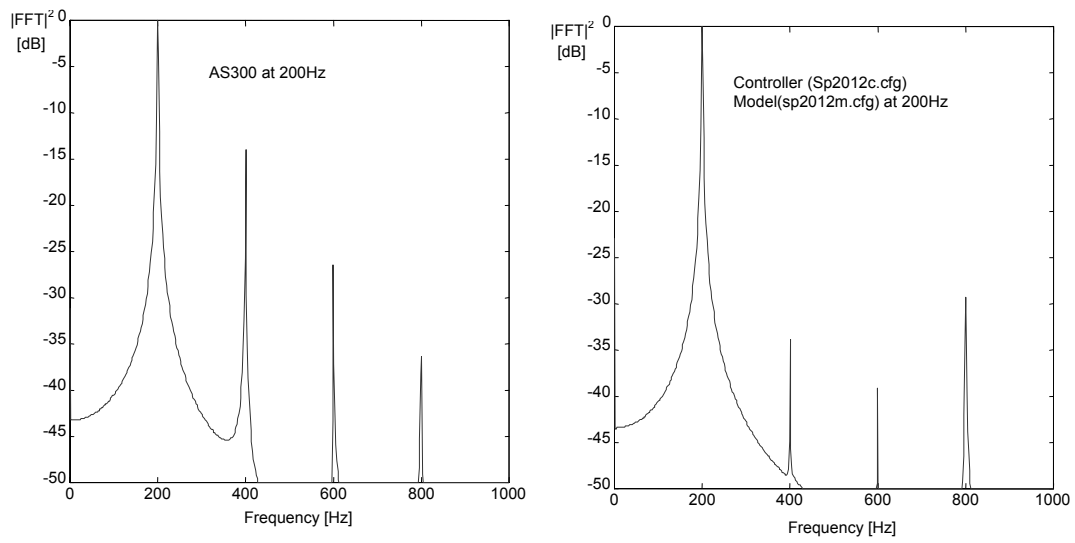 |FFT|² 0
[dB]
-5
-10
-15
-20
-25
-30
-35
-40
-45
-50
0 200 400 600 800 1000
Frequency [Hz]
AS300 at 200Hz
|FFT|² 0
[dB]
-5
-10
-15
-20
-25
-30
-35
-40
-45
-50
0 200 400 600 800 1000
Frequency [Hz]
Controller (Sp2012c.cfg)
Model(sp2012m.cfg) at 200Hz